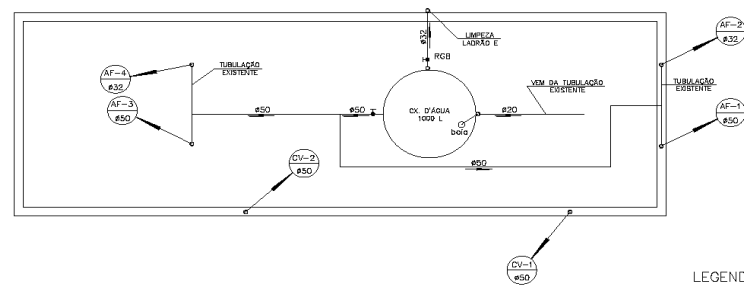 LIMPEZA
LADRÃO E
ø32
RGB
AF-2
ø32
TUBULAÇÃO
EXISTENTE
AF-4
ø32
AF-3
ø50
ø50
ø50
CX. D'ÁGUA
1000 L
boia
VEM DA TUBULAÇÃO
EXISTENTE
ø20
TUBULAÇÃO
EXISTENTE
AF-1
ø50
ø50
CV-2
ø50
CV-1
ø50
LEGEND